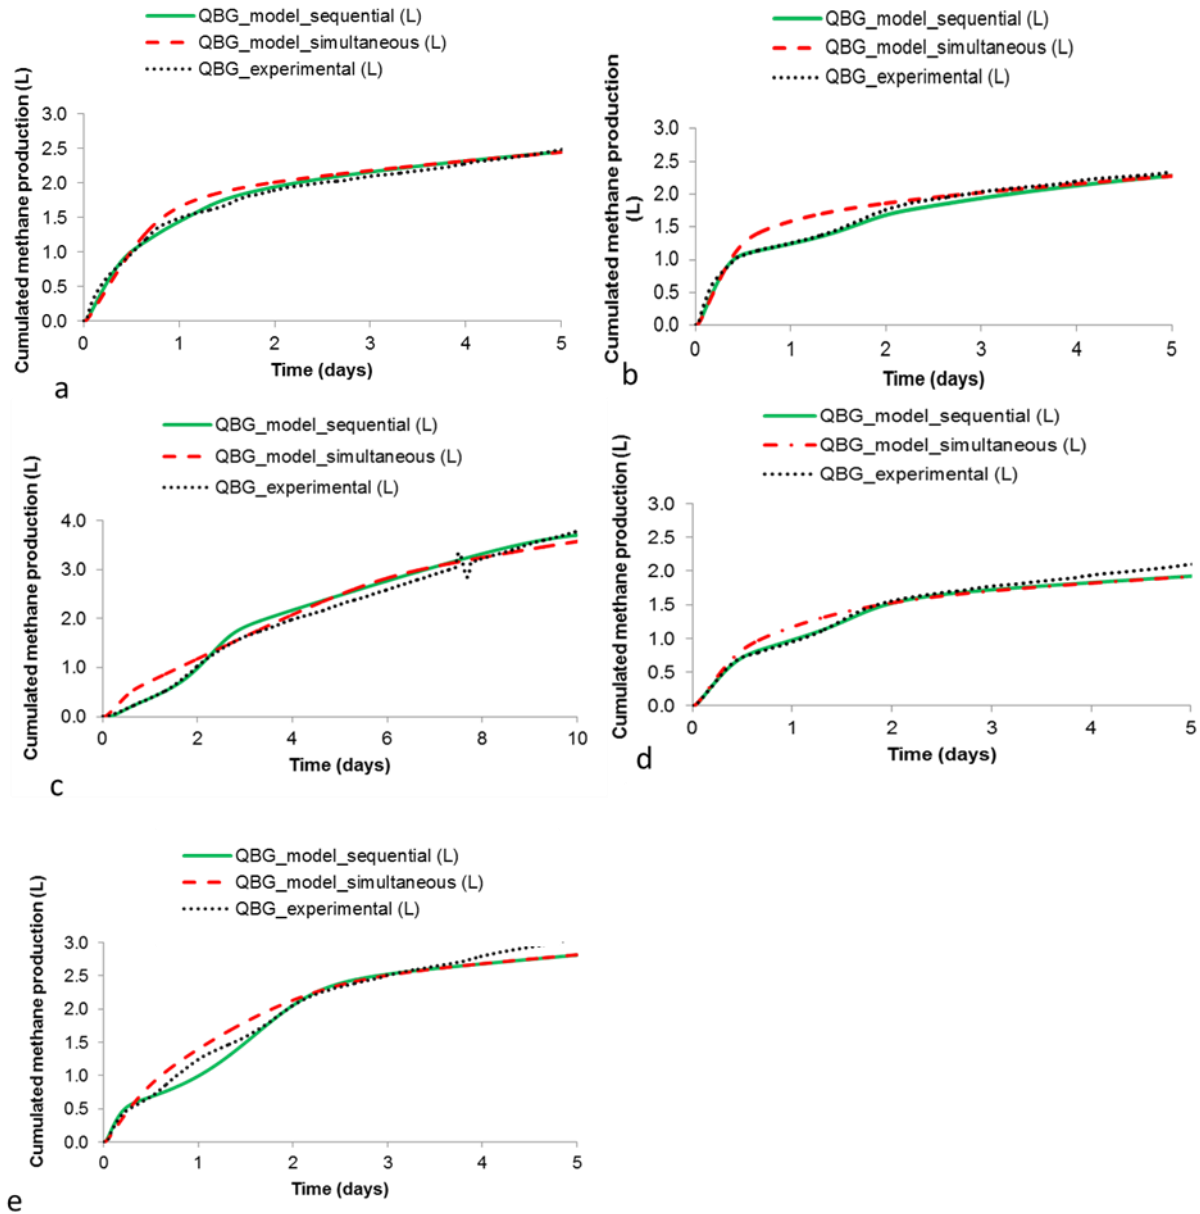 QBG_model_sequential (L)
QBG_model_simultaneous (L)
QBG_experimental (L)
Cumulated methane production (L)
3.0
2.5
2.0
1.5
1.0
0.5
0.0
0 1 2 3 4 5
Time (days)
a
QBG_model_sequential (L)
QBG_model_simultaneous (L)
QBG_experimental (L)
Cumulated methane production
(L)
3.0
2.5
2.0
1.5
1.0
0.5
0.0
0 1 2 3 4 5
Time (days)
b
QBG_model_sequential (L)
QBG_model_simultaneous (L)
QBG_experimental (L)
Cumulated methane production (L)
4.0
3.0
2.0
1.0
0.0
0 2 4 6 8 10
Time (days)
c
QBG_model_sequential (L)
QBG_model_simultaneous (L)
QBG_experimental (L)
Cumulated methane production (L)
3.0
2.5
2.0
1.5
1.0
0.5
0.0
0 1 2 3 4 5
Time (days)
d
QBG_model_sequential (L)
QBG_model_simultaneous (L)
QBG_experimental (L)
Cumulated methane production (L)
3.0
2.5
2.0
1.5
1.0
0.5
0.0
0 1 2 3 4 5
Time (days)
e